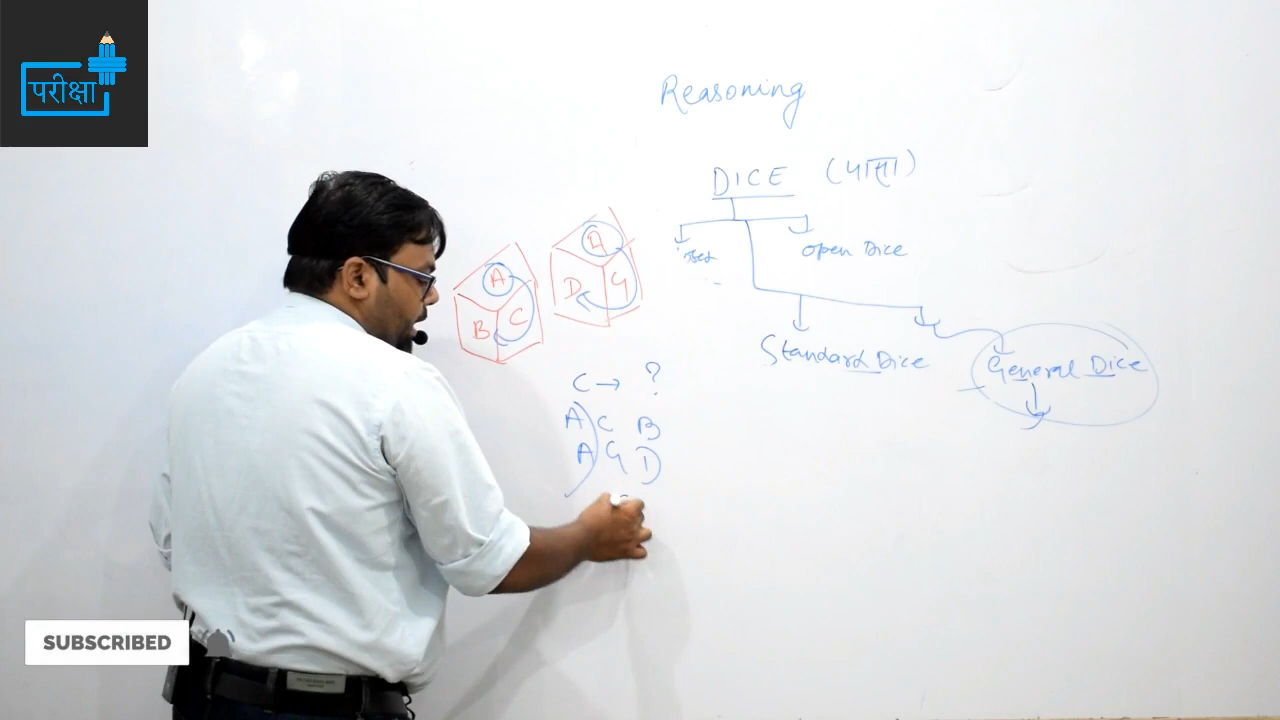 परीक्षा
Reasoning
DICE (पासा)
Open Dice
Standard Dice
General Dice
A
B C
A
D G
C → ?
A C B
A G D
SUBSCRIBED